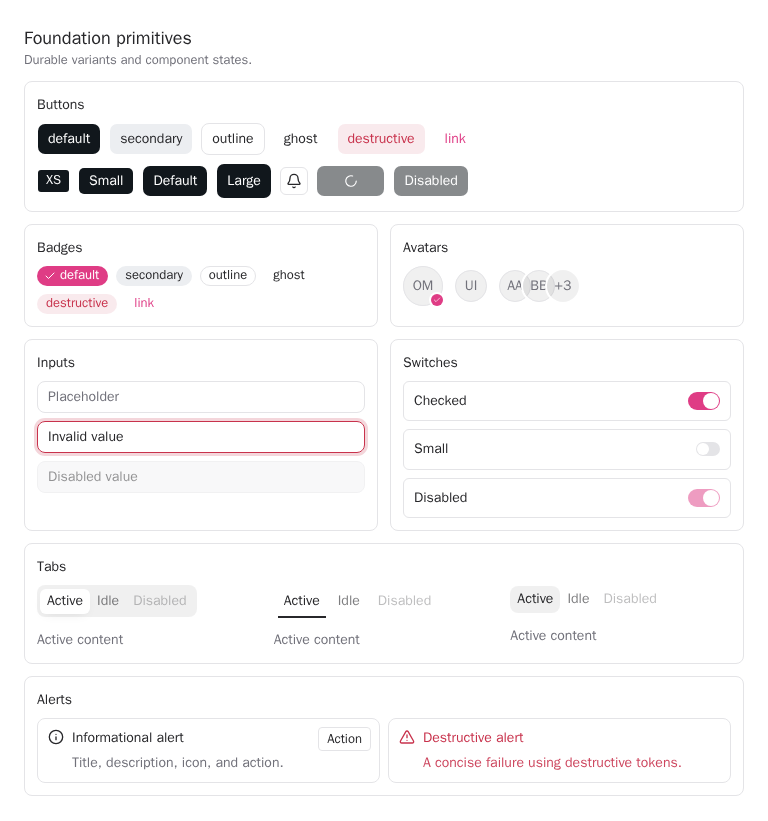 Foundation primitives
Durable variants and component states.
Buttons
default secondary outline ghost destructive link
XS Small Default Large Disabled
Badges
default secondary outline ghost
destructive link
Avatars
OM UI AA BB +3
Inputs
Placeholder
Invalid value
Disabled value
Switches
Checked
Small
Disabled
Tabs
Active Idle Disabled
Active content
Active Idle Disabled
Active content
Active Idle Disabled
Active content
Alerts
Informational alert
Action
Title, description, icon, and action.
Destructive alert
A concise failure using destructive tokens.